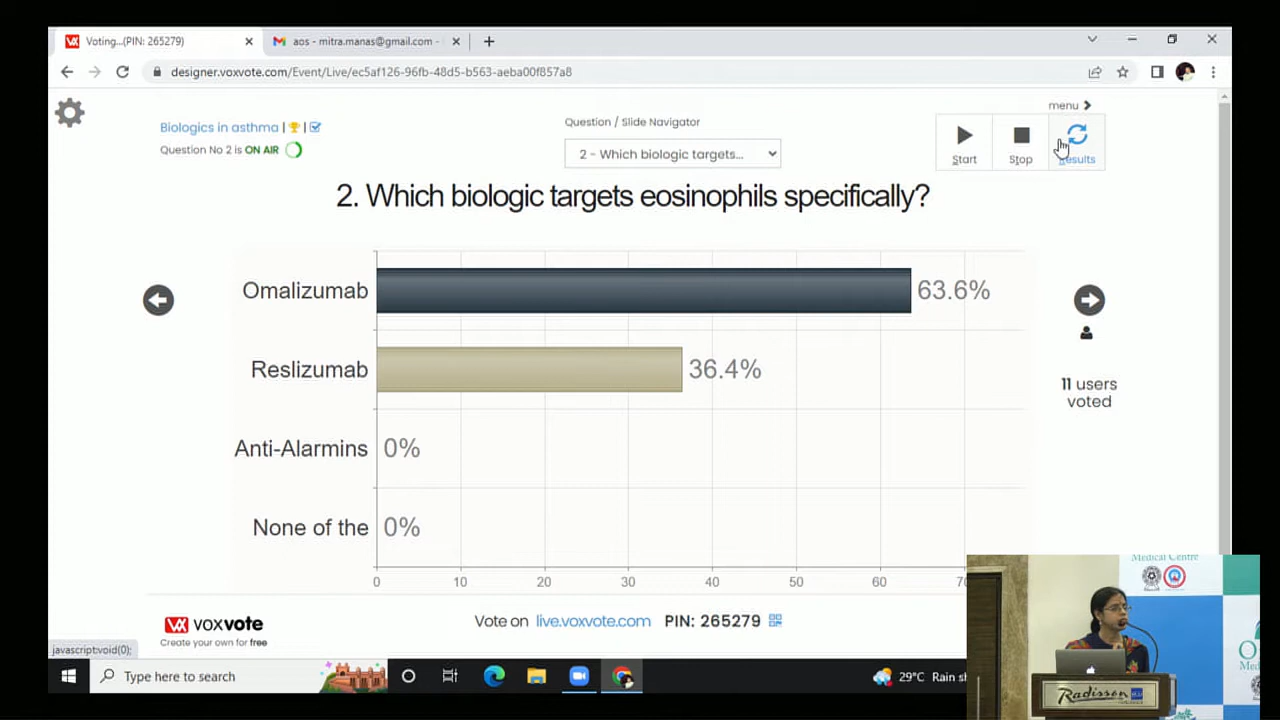 Voting...(PIN: 265279)
aos - mitra.manas@gmail.com -
designer.voxvote.com/Event/Live/ec5af126-96fb-48d5-b563-aeba00f857a8
menu
Biologics in asthma | |
Question No 2 is ON AIR
Question / Slide Navigator
2 - Which biologic targets...
Start
Stop
Results
2. Which biologic targets eosinophils specifically?
Omalizumab 63.6%
Reslizumab 36.4%
Anti-Alarmins 0%
None of the 0%
11 users
voted
0 10 20 30 40 50 60
VX voxvote
Create your own for free
Vote on live.voxvote.com PIN: 265279
javascript:void(0);
Type here to search
29°C Rain sh
Medical Centre
Radisson
BLU